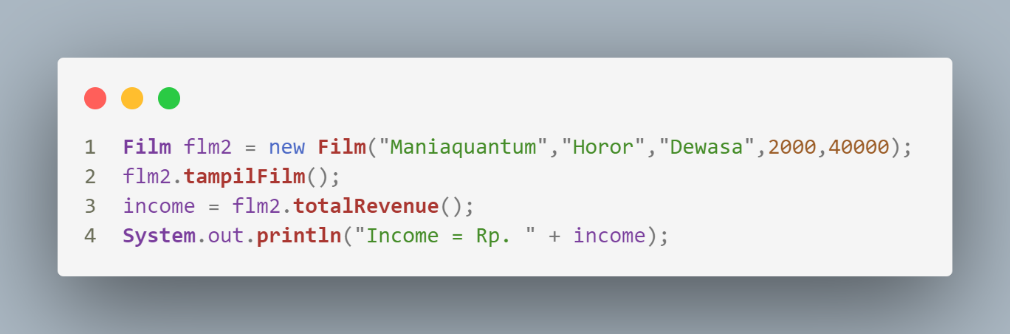 1 Film flm2 = new Film("Maniaquantum","Horor","Dewasa",2000,40000);
2 flm2.tampilFilm();
3 income = flm2.totalRevenue();
4 System.out.println("Income = Rp. " + income);